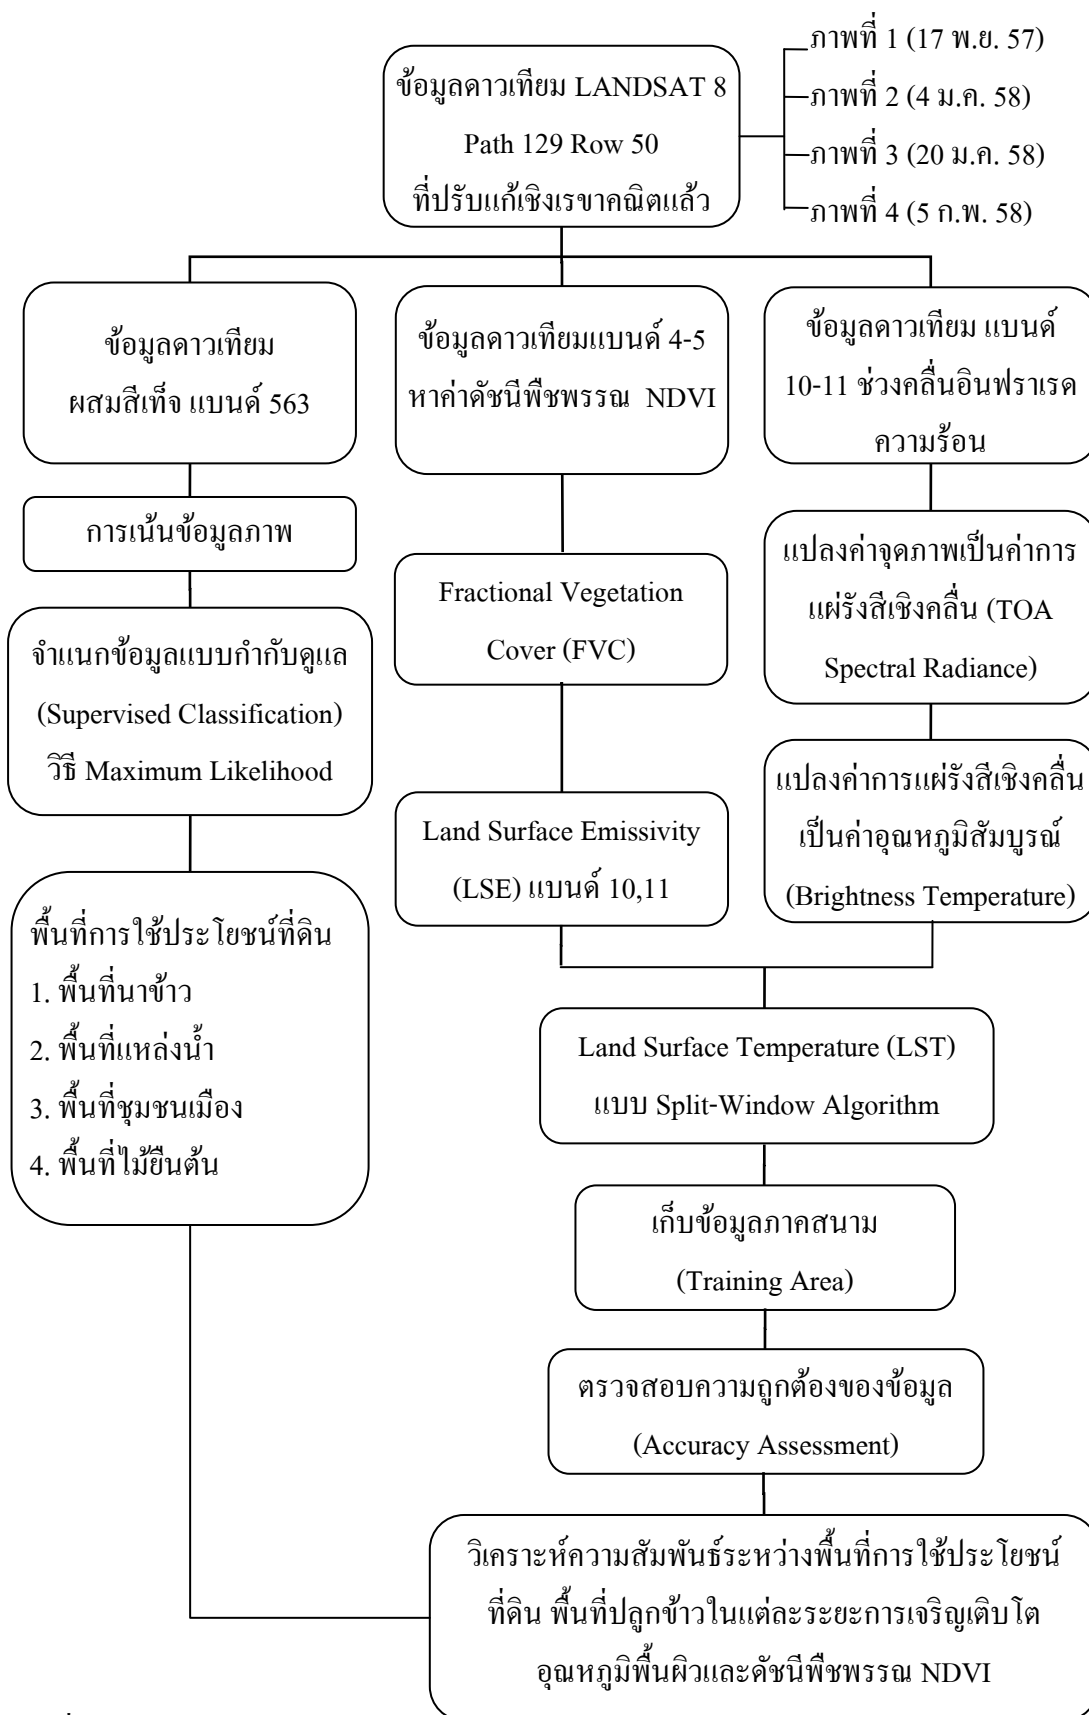 ข้อมูลดาวเทียม LANDSAT 8
Path 129 Row 50
ที่ปรับแก้เชิงเรขาคณิตแล้ว
ภาพที่ 1 (17 พ.ย. 57)
ภาพที่ 2 (4 ม.ค. 58)
ภาพที่ 3 (20 ม.ค. 58)
ภาพที่ 4 (5 ก.พ. 58)
ข้อมูลดาวเทียม
ผสมสีเท็จ แบนด์ 563
การเน้นข้อมูลภาพ
จำแนกข้อมูลแบบกำกับดูแล
(Supervised Classification)
วิธี Maximum Likelihood
พื้นที่การใช้ประโยชน์ที่ดิน
1. พื้นที่นาข้าว
2. พื้นที่แหล่งน้ำ
3. พื้นที่ชุมชนเมือง
4. พื้นที่ไม้ยืนต้น
ข้อมูลดาวเทียมแบนด์ 4-5
หาค่าดัชนีพืชพรรณ NDVI
Fractional Vegetation
Cover (FVC)
Land Surface Emissivity
(LSE) แบนด์ 10,11
ข้อมูลดาวเทียม แบนด์
10-11 ช่วงคลื่นอินฟราเรด
ความร้อน
แปลงค่าจุดภาพเป็นค่าการ
แผ่รังสีเชิงคลื่น (TOA
Spectral Radiance)
แปลงค่าการแผ่รังสีเชิงคลื่น
เป็นค่าอุณหภูมิสัมบูรณ์
(Brightness Temperature)
Land Surface Temperature (LST)
แบบ Split-Window Algorithm
เก็บข้อมูลภาคสนาม
(Training Area)
ตรวจสอบความถูกต้องของข้อมูล
(Accuracy Assessment)
วิเคราะห์ความสัมพันธ์ระหว่างพื้นที่การใช้ประโยชน์
ที่ดิน พื้นที่ปลูกข้าวในแต่ละระยะการเจริญเติบโต
อุณหภูมิพื้นผิวและดัชนีพืชพรรณ NDVI